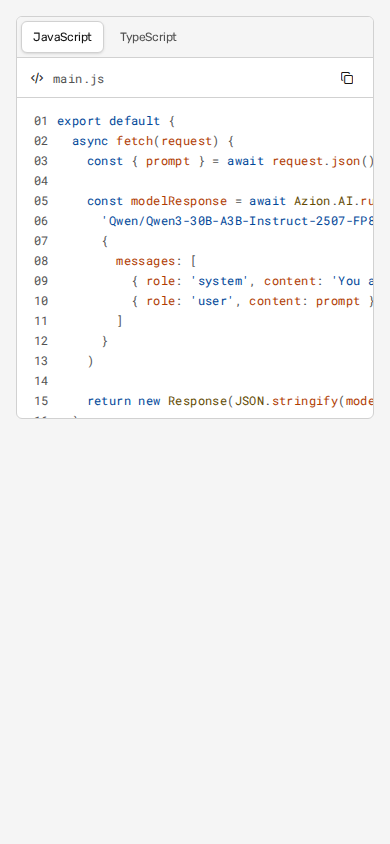 JavaScript TypeScript
main.js
01 export default {
02 async fetch(request) {
03 const { prompt } = await request.json()
04
05 const modelResponse = await Azion.AI.ru
06 'Qwen/Qwen3-30B-A3B-Instruct-2507-FP8
07 {
08 messages: [
09 { role: 'system', content: 'You a
10 { role: 'user', content: prompt }
11 ]
12 }
13 )
14
15 return new Response(JSON.stringify(mode